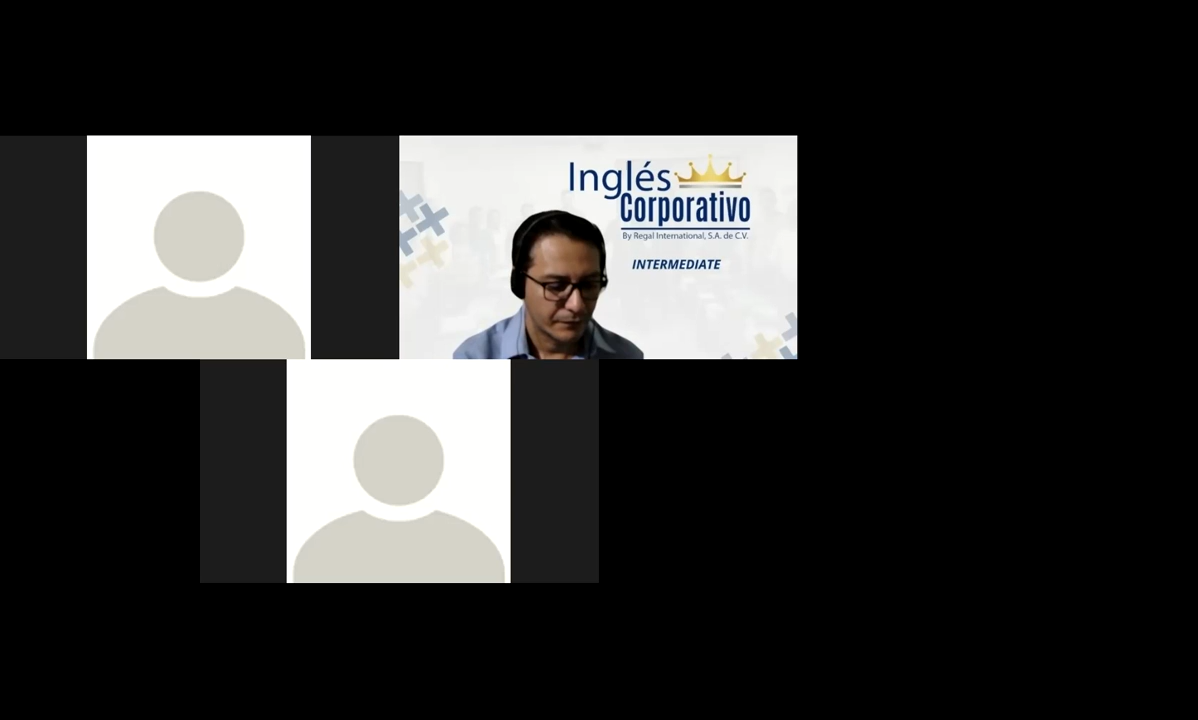 Inglés
Corporativo
By Regal International, S.A. de C.V.
INTERMEDIATE